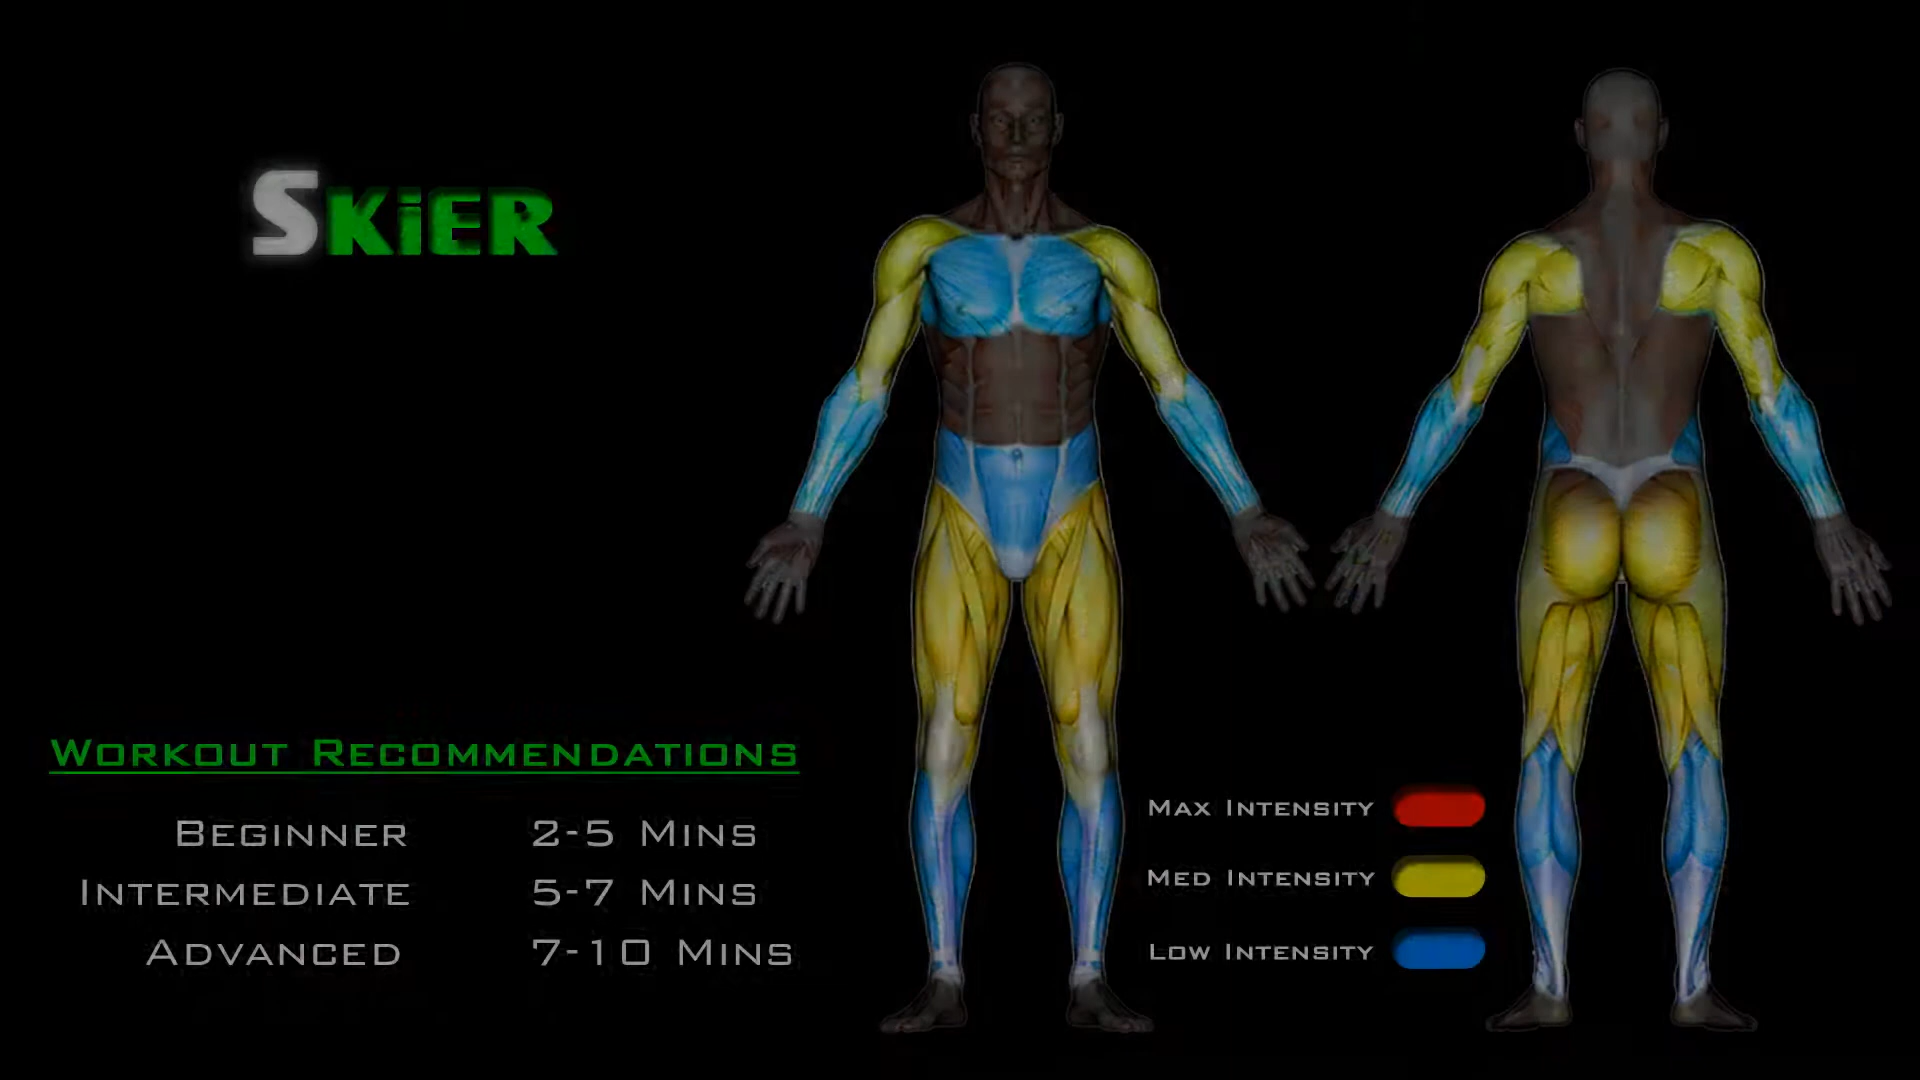 SKiER
WORKOUT RECOMMENDATIONS
BEGINNER 2-5 MINS
INTERMEDIATE 5-7 MINS
ADVANCED 7-10 MINS
MAX INTENSITY
MED INTENSITY
LOW INTENSITY